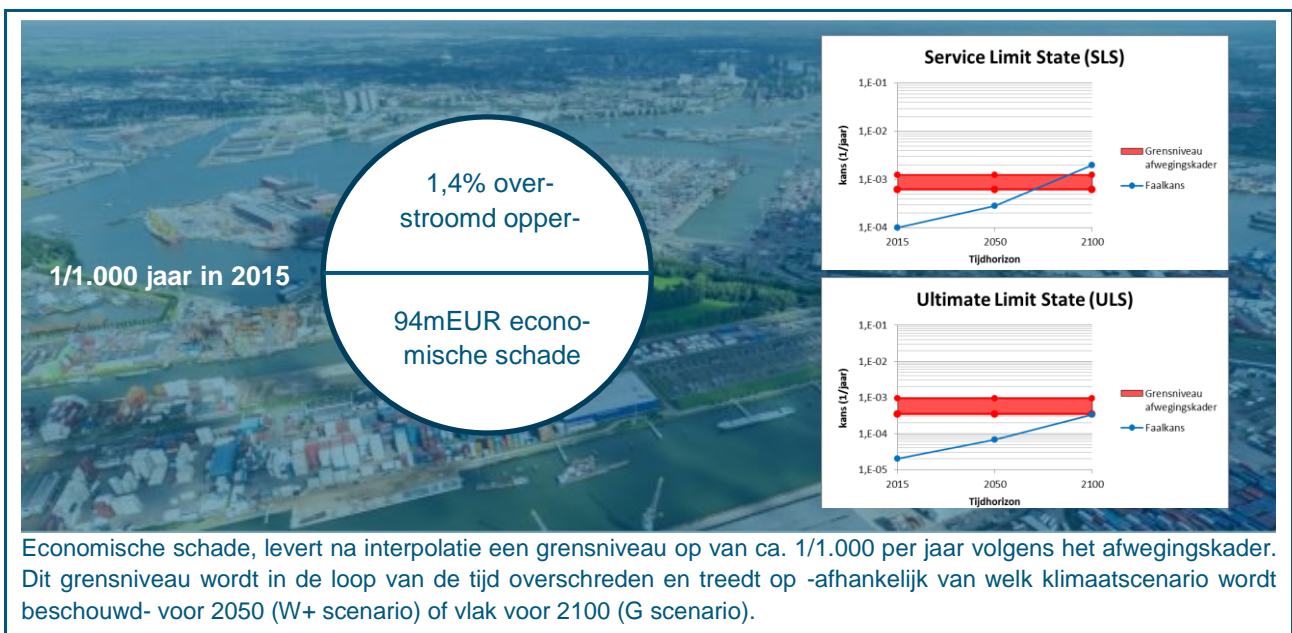 1/1.000 jaar in 2015
1,4% over-
stroomd opper-
94mEUR econo-
mische schade
Service Limit State (SLS)
kans (1/jaar)
1,E-01
1,E-02
1,E-03
1,E-04
2015 2050 2100
Tijdhorizon
Grensniveau
afwegingskader
Faalkans
Ultimate Limit State (ULS)
kans (1/jaar)
1,E-01
1,E-02
1,E-03
1,E-04
1,E-05
2015 2050 2100
Tijdhorizon
Grensniveau
afwegingskader
Faalkans
Economische schade, levert na interpolatie een grensniveau op van ca. 1/1.000 per jaar volgens het afwegingskader.
Dit grensniveau wordt in de loop van de tijd overschreden en treedt op -afhankelijk van welk klimaatscenario wordt
beschouwd- voor 2050 (W+ scenario) of vlak voor 2100 (G scenario).